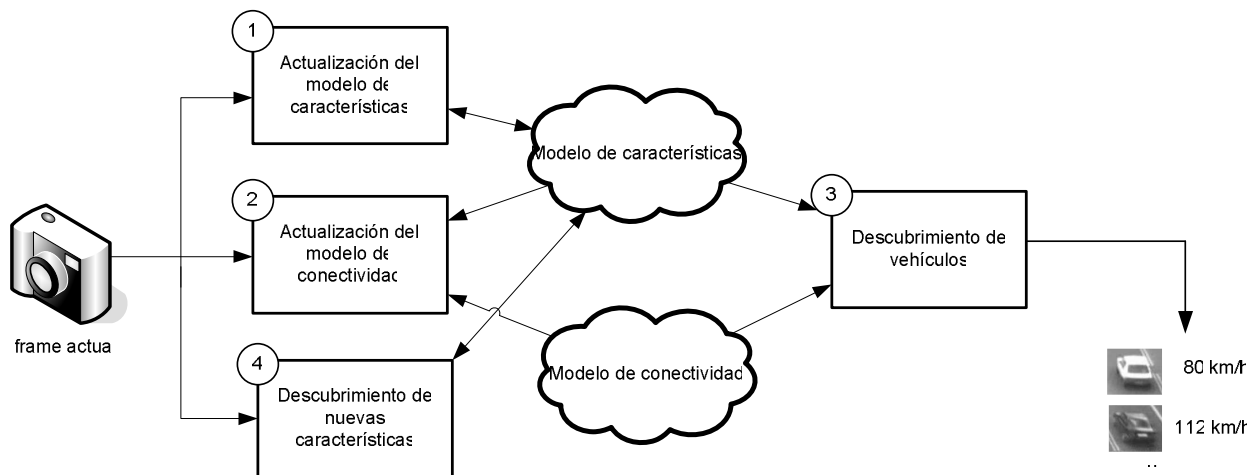 1
Actualización del
modelo de
características
2
Actualización del
modelo de
conectividad
frame actua
4
Descubrimiento de
nuevas
características
Modelo de características
Modelo de conectividad
3
Descubrimiento de
vehículos
80 km/h
112 km/h
..